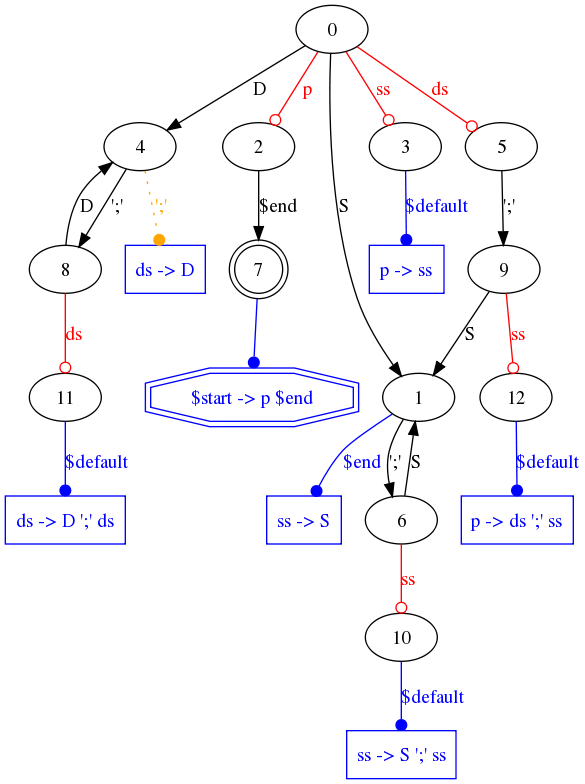 0
D
p
ss
ds
4
2
3
5
D
';'
';'
$end
S
$default
';'
8
ds -> D
7
p -> ss
9
ds
S
ss
11
$start -> p $end
1
12
$default
$end
';'
S
$default
ds -> D ';' ds
ss -> S
6
p -> ds ';' ss
ss
10
$default
ss -> S ';' ss